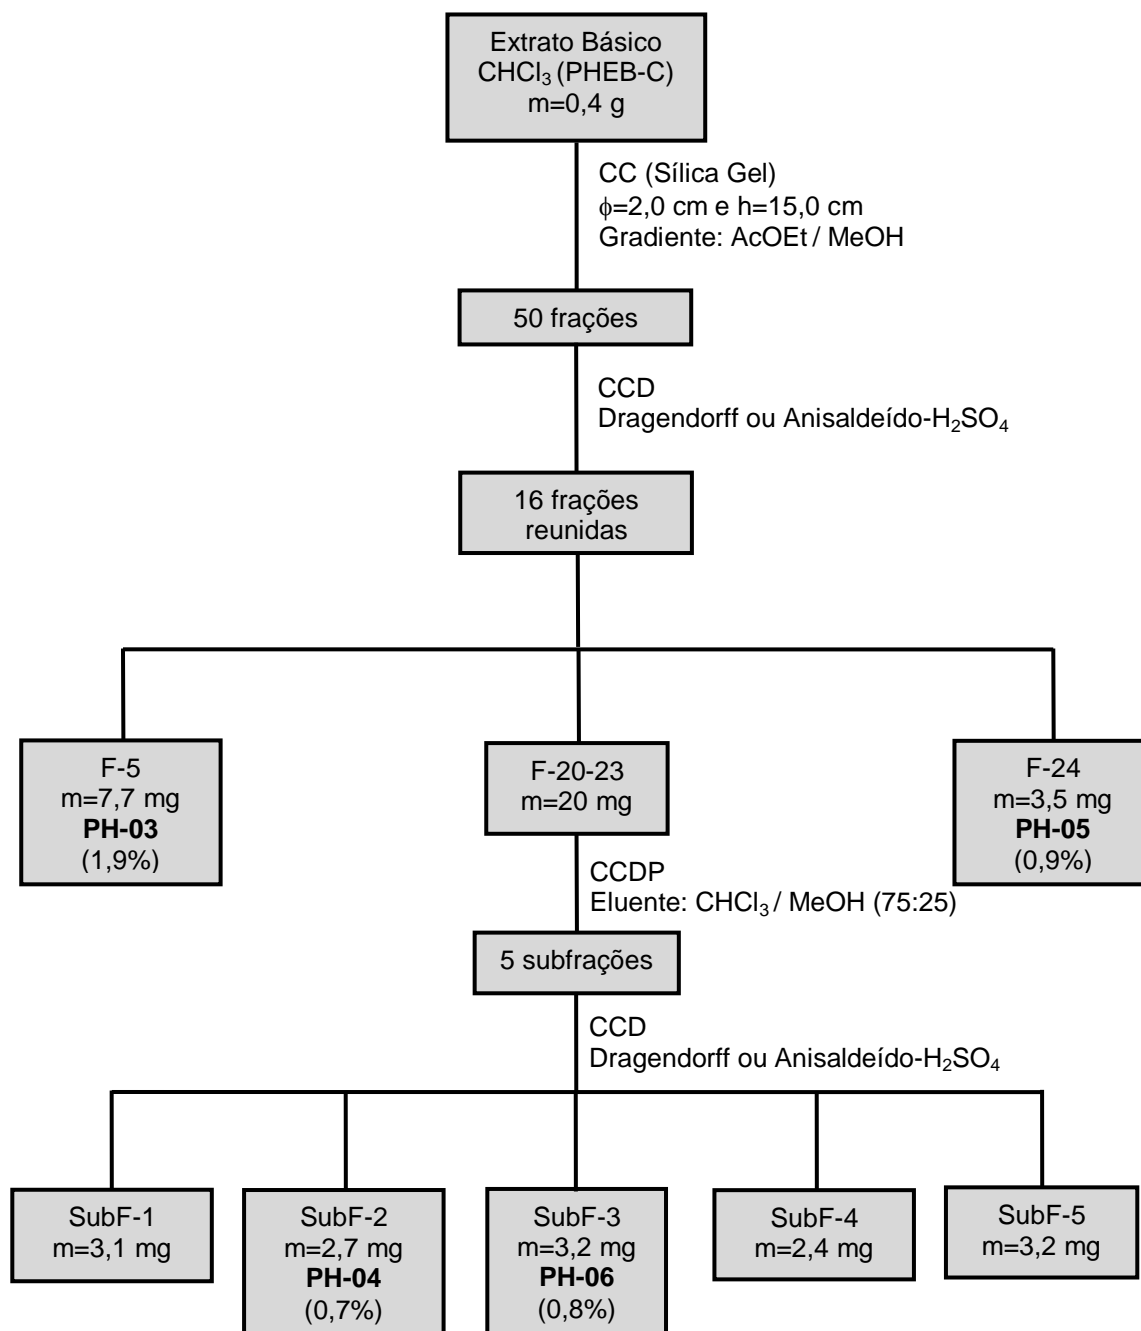 Extrato Básico
CHCl₃ (PHEB-C)
m=0,4 g
CC (Sílica Gel)
ϕ=2,0 cm e h=15,0 cm
Gradiente: AcOEt / MeOH
50 frações
CCD
Dragendorff ou Anisaldeído-H₂SO₄
16 frações
reunidas
F-5
m=7,7 mg
PH-03
(1,9%)
F-20-23
m=20 mg
F-24
m=3,5 mg
PH-05
(0,9%)
CCDP
Eluente: CHCl₃ / MeOH (75:25)
5 subfrações
CCD
Dragendorff ou Anisaldeído-H₂SO₄
SubF-1
m=3,1 mg
SubF-2
m=2,7 mg
PH-04
(0,7%)
SubF-3
m=3,2 mg
PH-06
(0,8%)
SubF-4
m=2,4 mg
SubF-5
m=3,2 mg